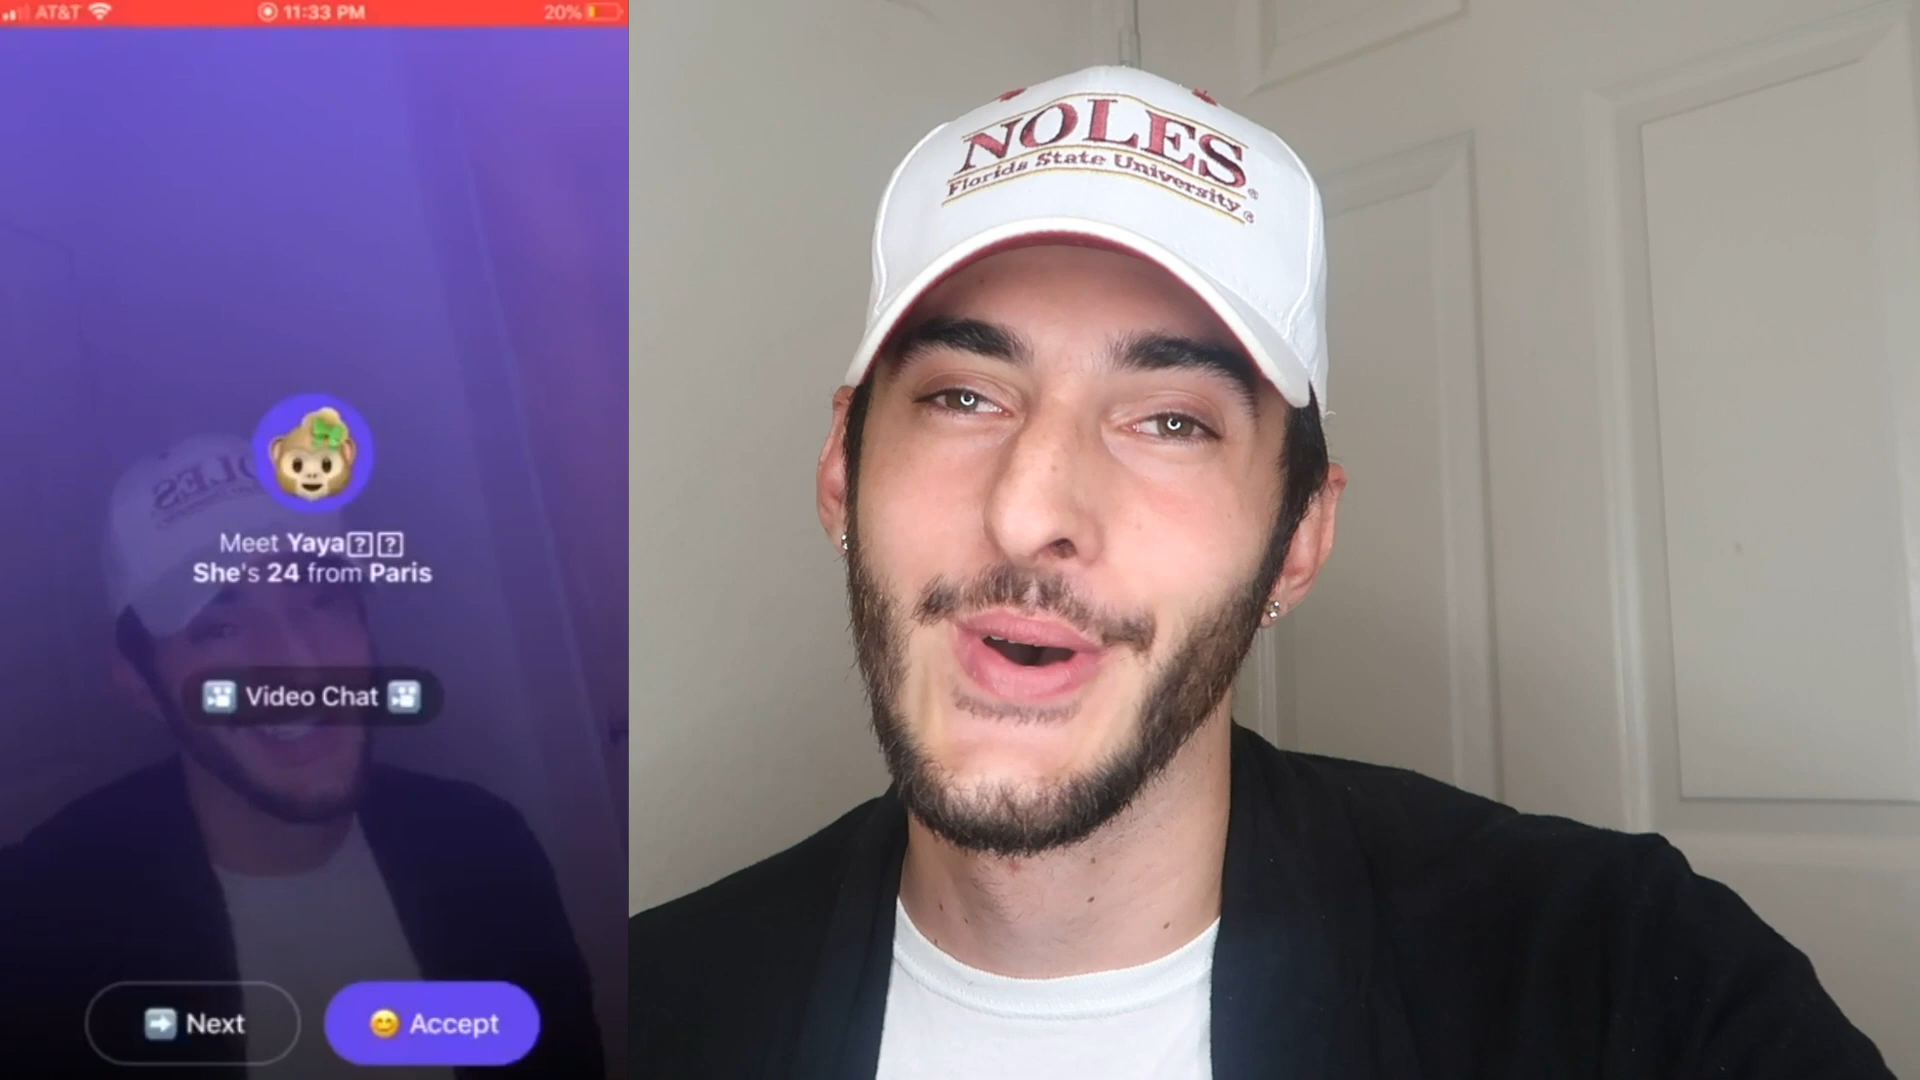 AT&T 11:33 PM 20%
Meet Yaya
She's 24 from Paris
Video Chat
Next
Accept
NOLES
Florida State University